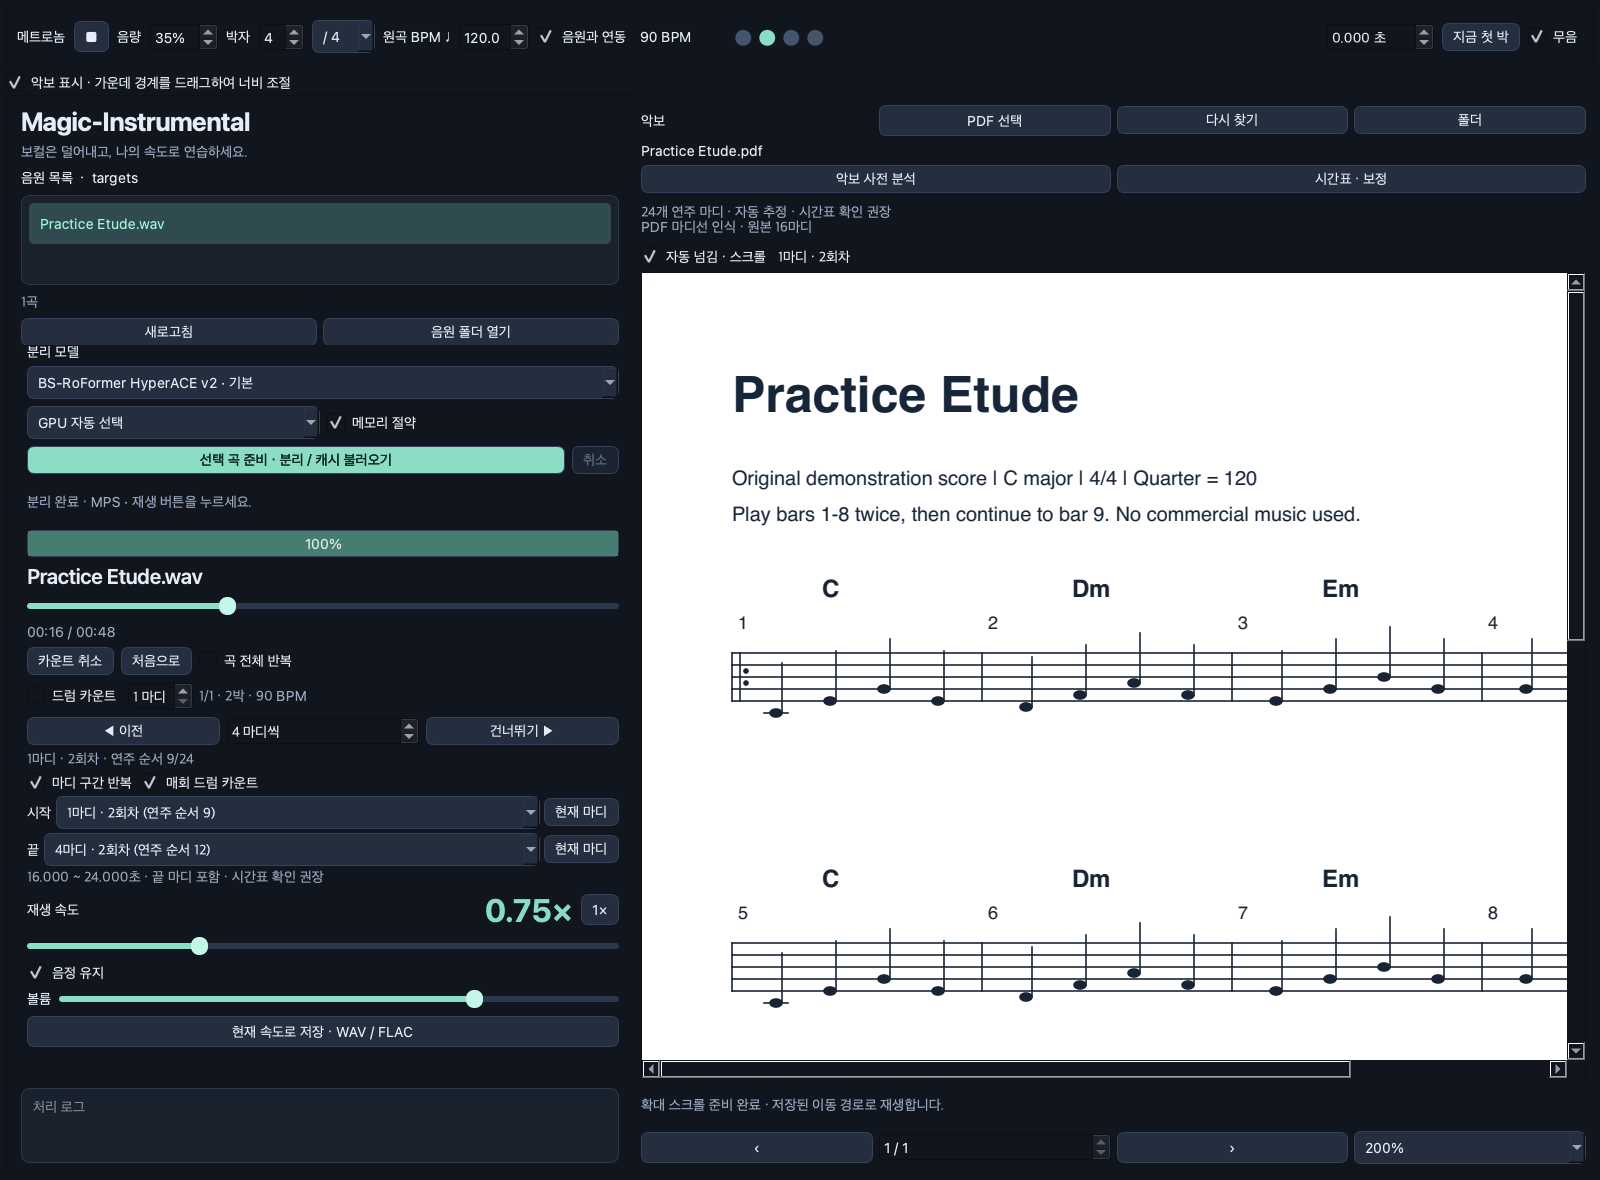 메트로놈 ■ 음량 35% 박자 4 / 4 원곡 BPM ♩ 120.0 ✓ 음원과 연동 90 BPM 0.000 초 지금 첫 박 ✓ 무음
✓ 악보 표시 · 가운데 경계를 드래그하여 너비 조절
Magic-Instrumental
보컬은 덜어내고, 나의 속도로 연습하세요.
음원 목록 · targets
Practice Etude.wav
1곡
새로고침 음원 폴더 열기
분리 모델
BS-RoFormer HyperACE v2 · 기본
GPU 자동 선택 ✓ 메모리 절약
선택 곡 준비 · 분리 / 캐시 불러오기 취소
분리 완료 · MPS · 재생 버튼을 누르세요.
100%
Practice Etude.wav
00:16 / 00:48
카운트 취소 처음으로 곡 전체 반복
드럼 카운트 1 마디 1/1 · 2박 · 90 BPM
◀ 이전 4 마디씩 건너뛰기 ▶
1마디 · 2회차 · 연주 순서 9/24
✓ 마디 구간 반복 ✓ 매회 드럼 카운트
시작 1마디 · 2회차 (연주 순서 9) 현재 마디
끝 4마디 · 2회차 (연주 순서 12) 현재 마디
16.000 ~ 24.000초 · 끝 마디 포함 · 시간표 확인 권장
재생 속도 0.75× 1×
✓ 음정 유지
볼륨
현재 속도로 저장 · WAV / FLAC
처리 로그
악보 PDF 선택 다시 찾기 폴더
Practice Etude.pdf
악보 사전 분석 시간표 · 보정
24개 연주 마디 · 자동 추정 · 시간표 확인 권장
PDF 마디선 인식 · 원본 16마디
✓ 자동 넘김 · 스크롤 1마디 · 2회차
Practice Etude
Original demonstration score | C major | 4/4 | Quarter = 120
Play bars 1-8 twice, then continue to bar 9. No commercial music used.
C Dm Em
1 2 3 4
C Dm Em
5 6 7 8
확대 스크롤 준비 완료 · 저장된 이동 경로로 재생합니다.
‹ 1 / 1 › 200%